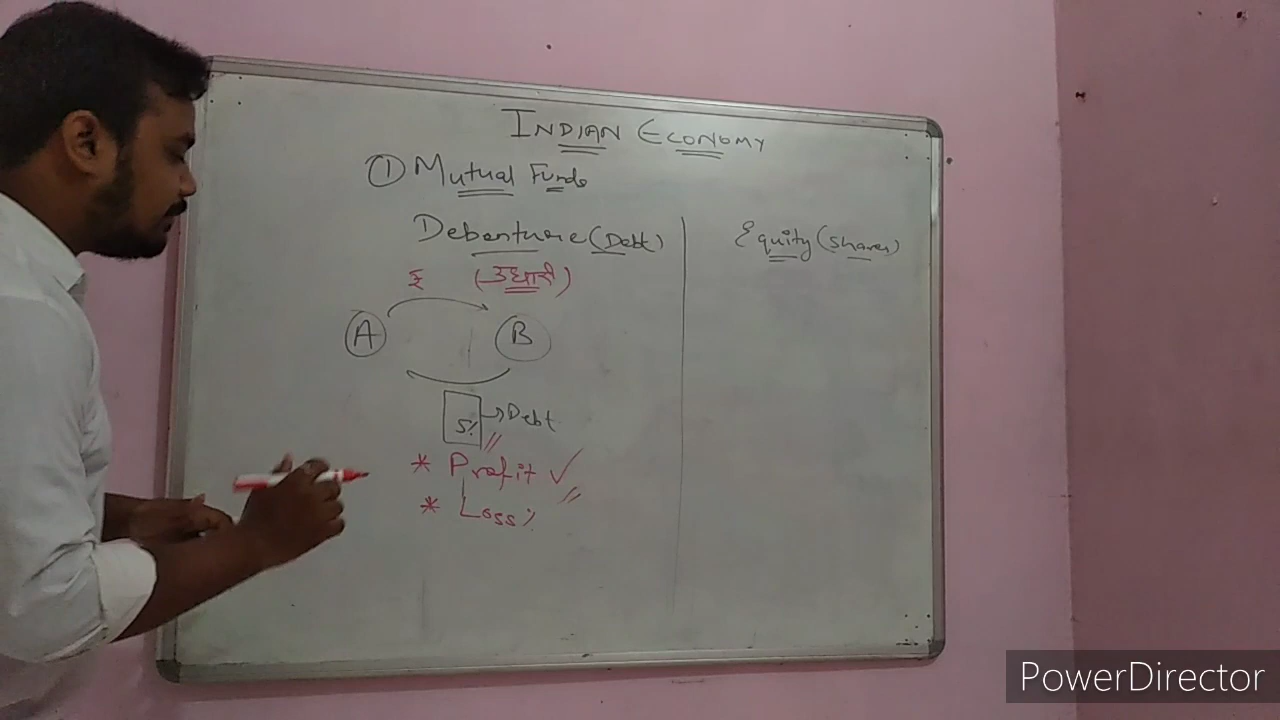 INDIAN ECONOMY
① Mutual Funds
Debenture (Debt)
Equity (Shares)
₹ (उधारी)
A B
5% → Debt
* Profit ✓
* Loss
PowerDirector